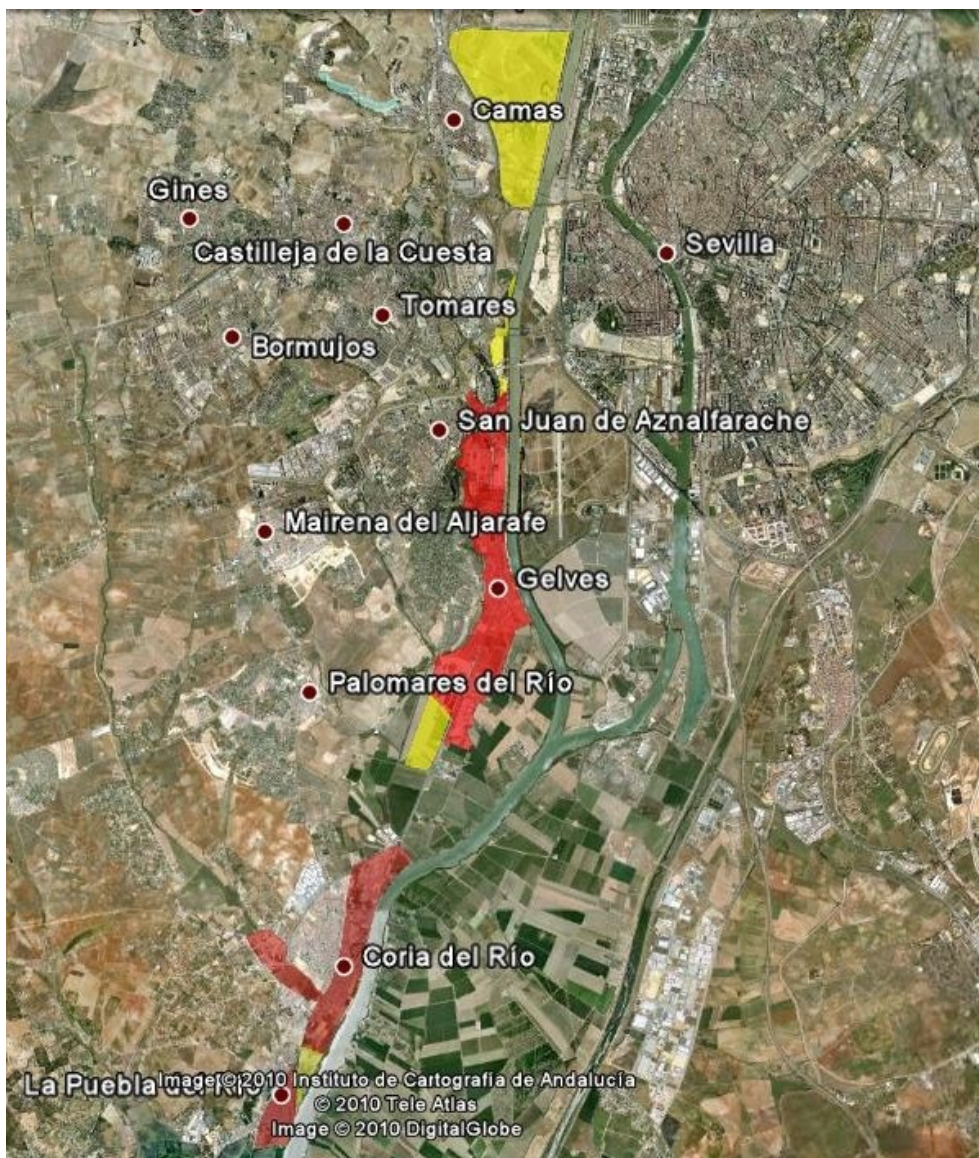 Camas
Gines
Castilleja de la Cuesta
Sevilla
Tomares
Bormujos
San Juan de Aznalfarache
Mairena del Aljarafe
Gelves
Palomares del Río
Coria del Río
La Puebla del Río
Image © 2010 Instituto de Cartografía de Andalucía
© 2010 Tele Atlas
Image © 2010 DigitalGlobe